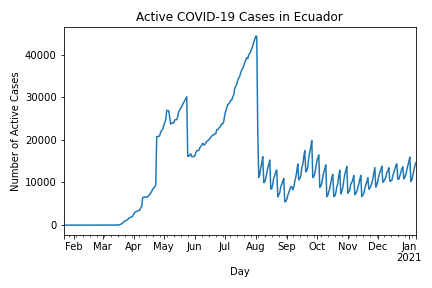 Active COVID-19 Cases in Ecuador
Number of Active Cases
40000
30000
20000
10000
0
Feb Mar Apr May Jun Jul Aug Sep Oct Nov Dec Jan
2021
Day